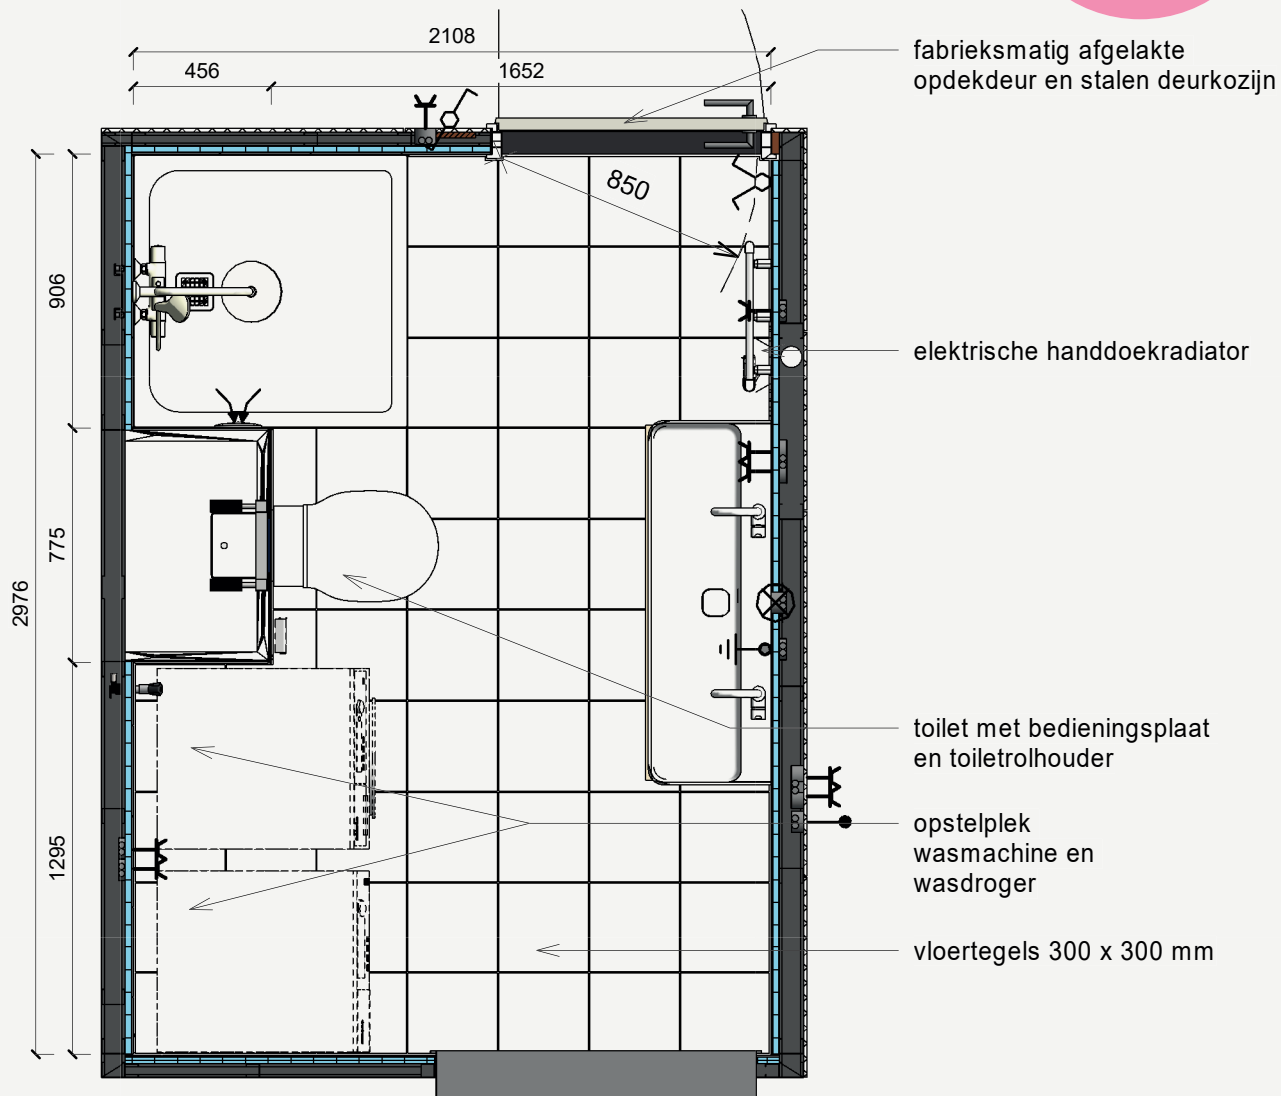 2108
456
1652
fabrieksmatig afgelakte
opdekdeur en stalen deurkozijn
850
906
elektrische handdoekradiator
775
2976
toilet met bedieningsplaat
en toiletrolhouder
opstelplek
wasmachine en
wasdroger
1295
vloertegels 300 x 300 mm